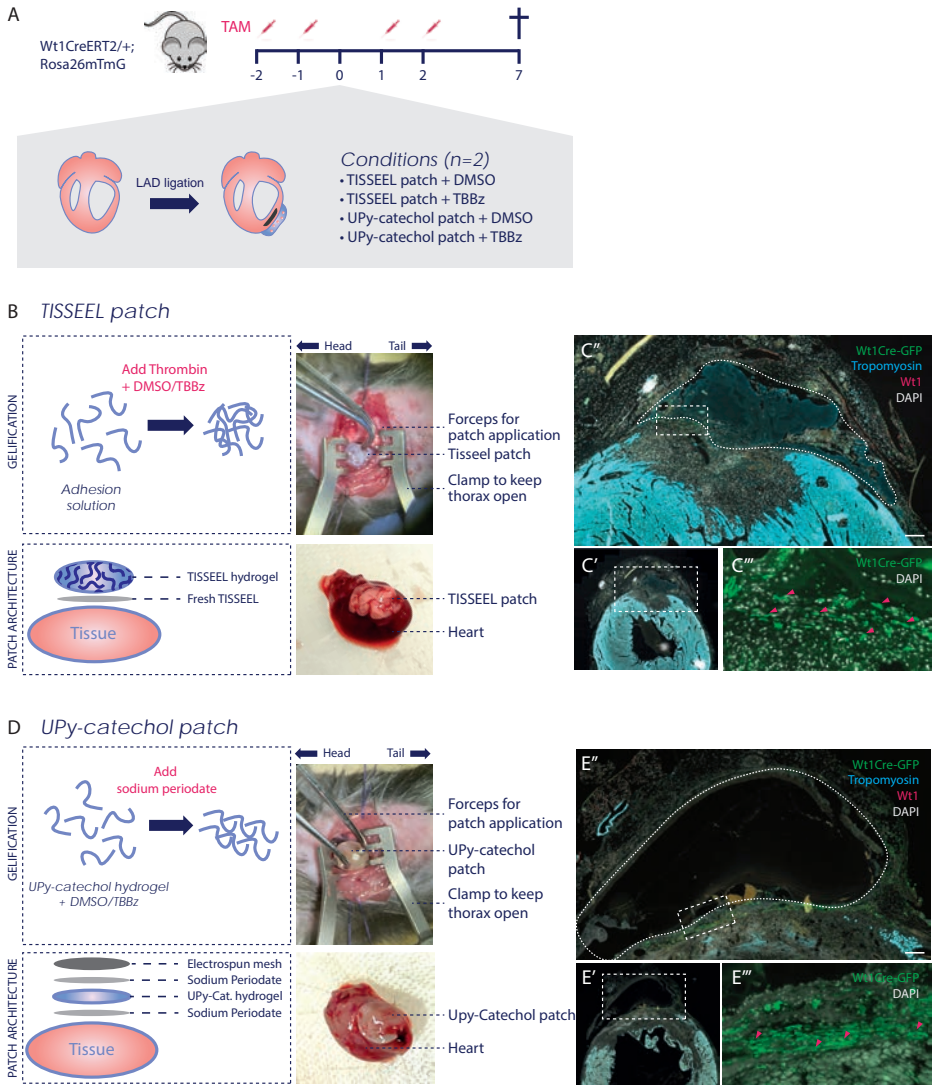 A
Wt1CreERT2/+;
Rosa26mTmG
TAM
-2 -1 0 1 2 7
LAD ligation
Conditions (n=2)
• TISSEEL patch + DMSO
• TISSEEL patch + TBBz
• UPy-catechol patch + DMSO
• UPy-catechol patch + TBBz
B TISSEEL patch
GELIFICATION
Add Thrombin
+ DMSO/TBBz
Adhesion
solution
Head Tail
Forceps for
patch application
Tisseel patch
Clamp to keep
thorax open
PATCH ARCHITECTURE
TISSEEL hydrogel
Fresh TISSEEL
Tissue
TISSEEL patch
Heart
C''
Wt1Cre-GFP
Tropomyosin
Wt1
DAPI
C'
C'''
Wt1Cre-GFP
DAPI
D UPy-catechol patch
GELIFICATION
Add
sodium periodate
UPy-catechol hydrogel
+ DMSO/TBBz
Head Tail
Forceps for
patch application
UPy-catechol
patch
Clamp to keep
thorax open
PATCH ARCHITECTURE
Electrospun mesh
Sodium Periodate
UPy-Cat. hydrogel
Sodium Periodate
Tissue
Upy-Catechol patch
Heart
E''
Wt1Cre-GFP
Tropomyosin
Wt1
DAPI
E'
E'''
Wt1Cre-GFP
DAPI